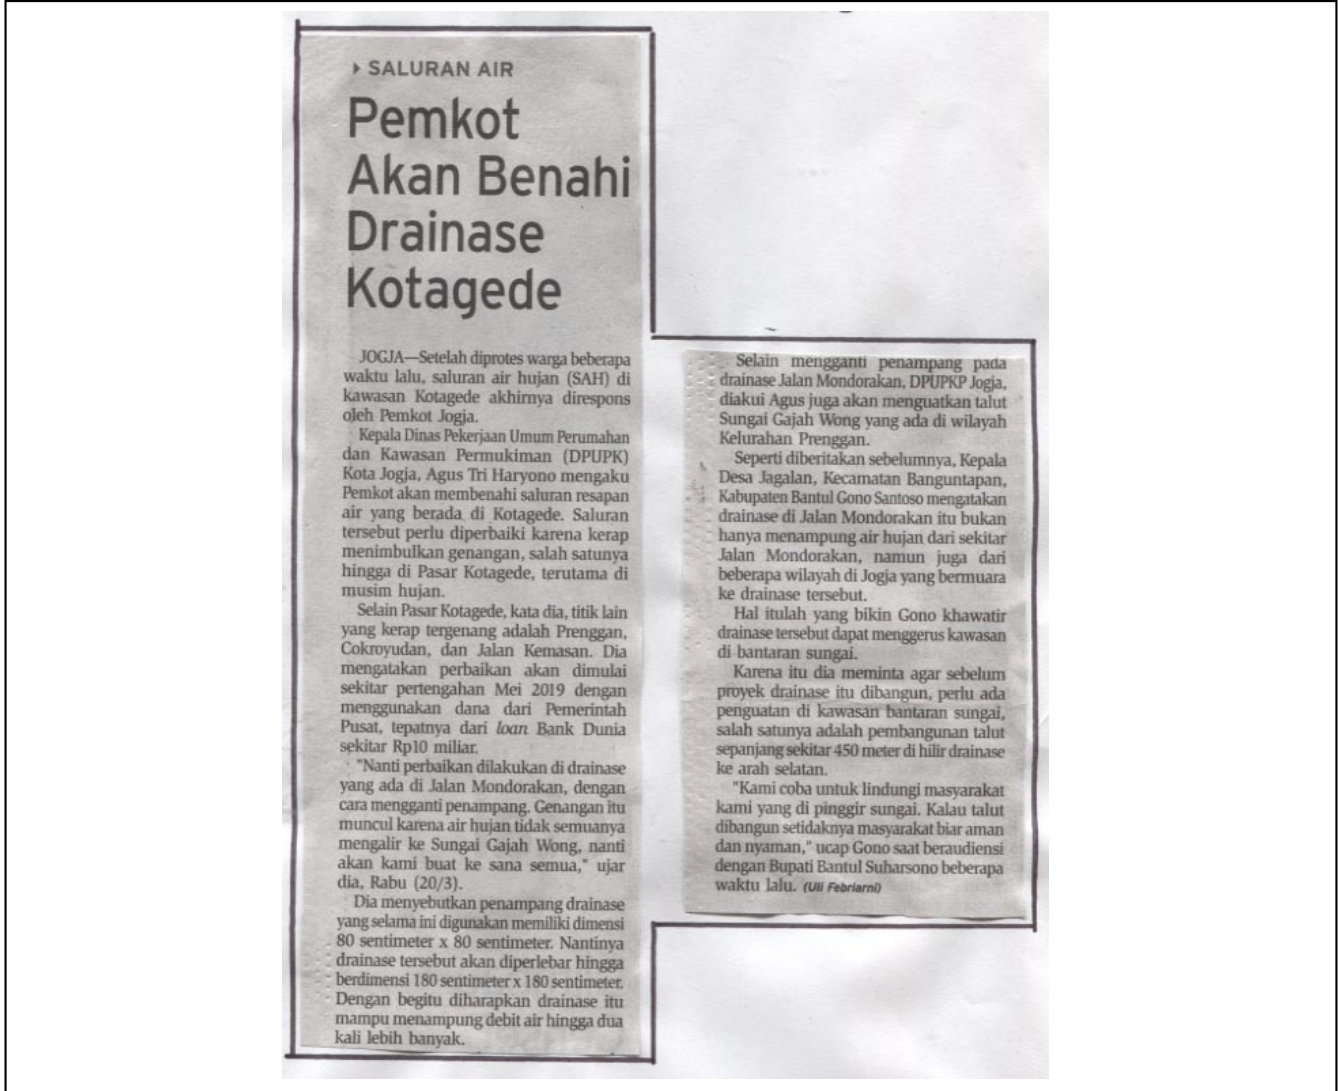 SALURAN AIR
Pemkot
Akan Benahi
Drainase
Kotagede
JOGJA—Setelah diprotes warga beberapa
waktu lalu, saluran air hujan (SAH) di
kawasan Kotagede akhirnya direspons
oleh Pemkot Jogja.
Kepala Dinas Pekerjaan Umum Perumahan
dan Kawasan Permukiman (DPUPK)
Kota Jogja, Agus Tri Haryono mengaku
Pemkot akan membenahi saluran resapan
air yang berada di Kotagede. Saluran
tersebut perlu diperbaiki karena kerap
menimbulkan genangan, salah satunya
hingga di Pasar Kotagede, terutama di
musim hujan.
Selain Pasar Kotagede, kata dia, titik lain
yang kerap tergenang adalah Prenggan,
Cokroyudan, dan Jalan Kemasan. Dia
mengatakan perbaikan akan dimulai
sekitar pertengahan Mei 2019 dengan
menggunakan dana dari Pemerintah
Pusat, tepatnya dari loan Bank Dunia
sekitar Rp10 miliar.
"Nanti perbaikan dilakukan di drainase
yang ada di Jalan Mondorakan, dengan
cara mengganti penampang. Genangan itu
muncul karena air hujan tidak semuanya
mengalir ke Sungai Gajah Wong, nanti
akan kami buat ke sana semua," ujar
dia, Rabu (20/3).
Dia menyebutkan penampang drainase
yang selama ini digunakan memiliki dimensi
80 sentimeter x 80 sentimeter. Nantinya
drainase tersebut akan diperlebar hingga
berdimensi 180 sentimeter x 180 sentimeter.
Dengan begitu diharapkan drainase itu
mampu menampung debit air hingga dua
kali lebih banyak.
Selain mengganti penampang pada
drainase Jalan Mondorakan, DPUPKP Jogja,
diakui Agus juga akan menguatkan talut
Sungai Gajah Wong yang ada di wilayah
Kelurahan Prenggan.
Seperti diberitakan sebelumnya, Kepala
Desa Jagalan, Kecamatan Banguntapan,
Kabupaten Bantul Gono Santoso mengatakan
drainase di Jalan Mondorakan itu bukan
hanya menampung air hujan dari sekitar
Jalan Mondorakan, namun juga dari
beberapa wilayah di Jogja yang bermuara
ke drainase tersebut.
Hal itulah yang bikin Gono khawatir
drainase tersebut dapat menggerus kawasan
di bantaran sungai.
Karena itu dia meminta agar sebelum
proyek drainase itu dibangun, perlu ada
penguatan di kawasan bantaran sungai,
salah satunya adalah pembangunan talut
sepanjang sekitar 450 meter di hilir drainase
ke arah selatan.
"Kami coba untuk lindungi masyarakat
kami yang di pinggir sungai. Kalau talut
dibangun setidaknya masyarakat biar aman
dan nyaman," ucap Gono saat beraudiensi
dengan Bupati Bantul Suharsono beberapa
waktu lalu. (Uli Febriarni)